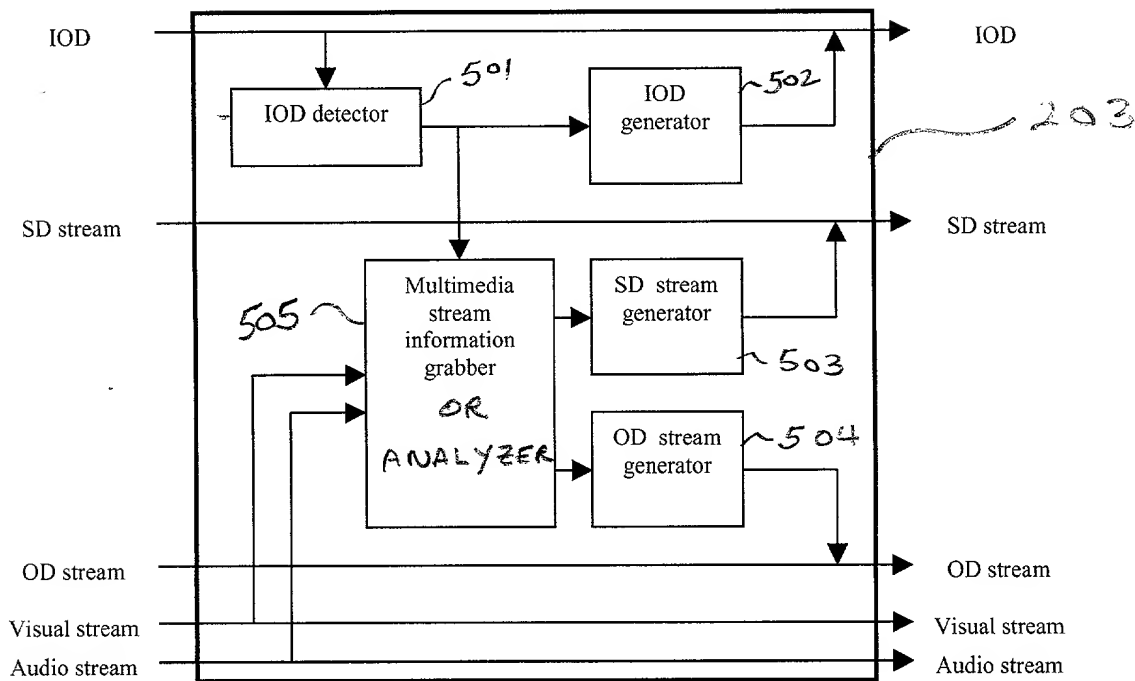 IOD
IOD
501
502
IOD detector
IOD
generator
203
SD stream
SD stream
Multimedia
stream
information
grabber
OR
ANALYZER
505
SD stream
generator
503
OD stream
generator
504
OD stream
OD stream
Visual stream
Visual stream
Audio stream
Audio stream